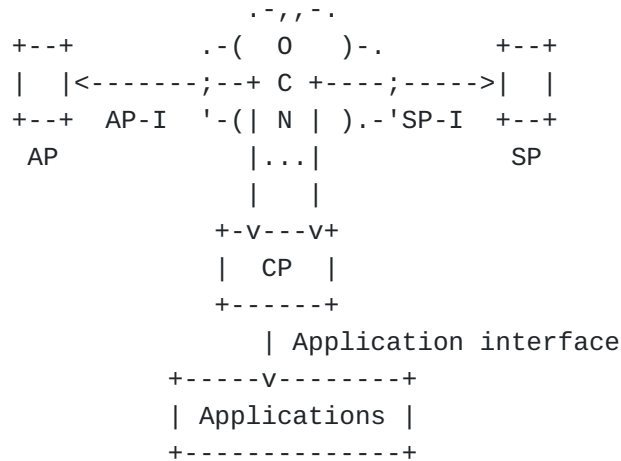 O
C
AP-I N SP-I
AP SP
CP
Application interface
Applications